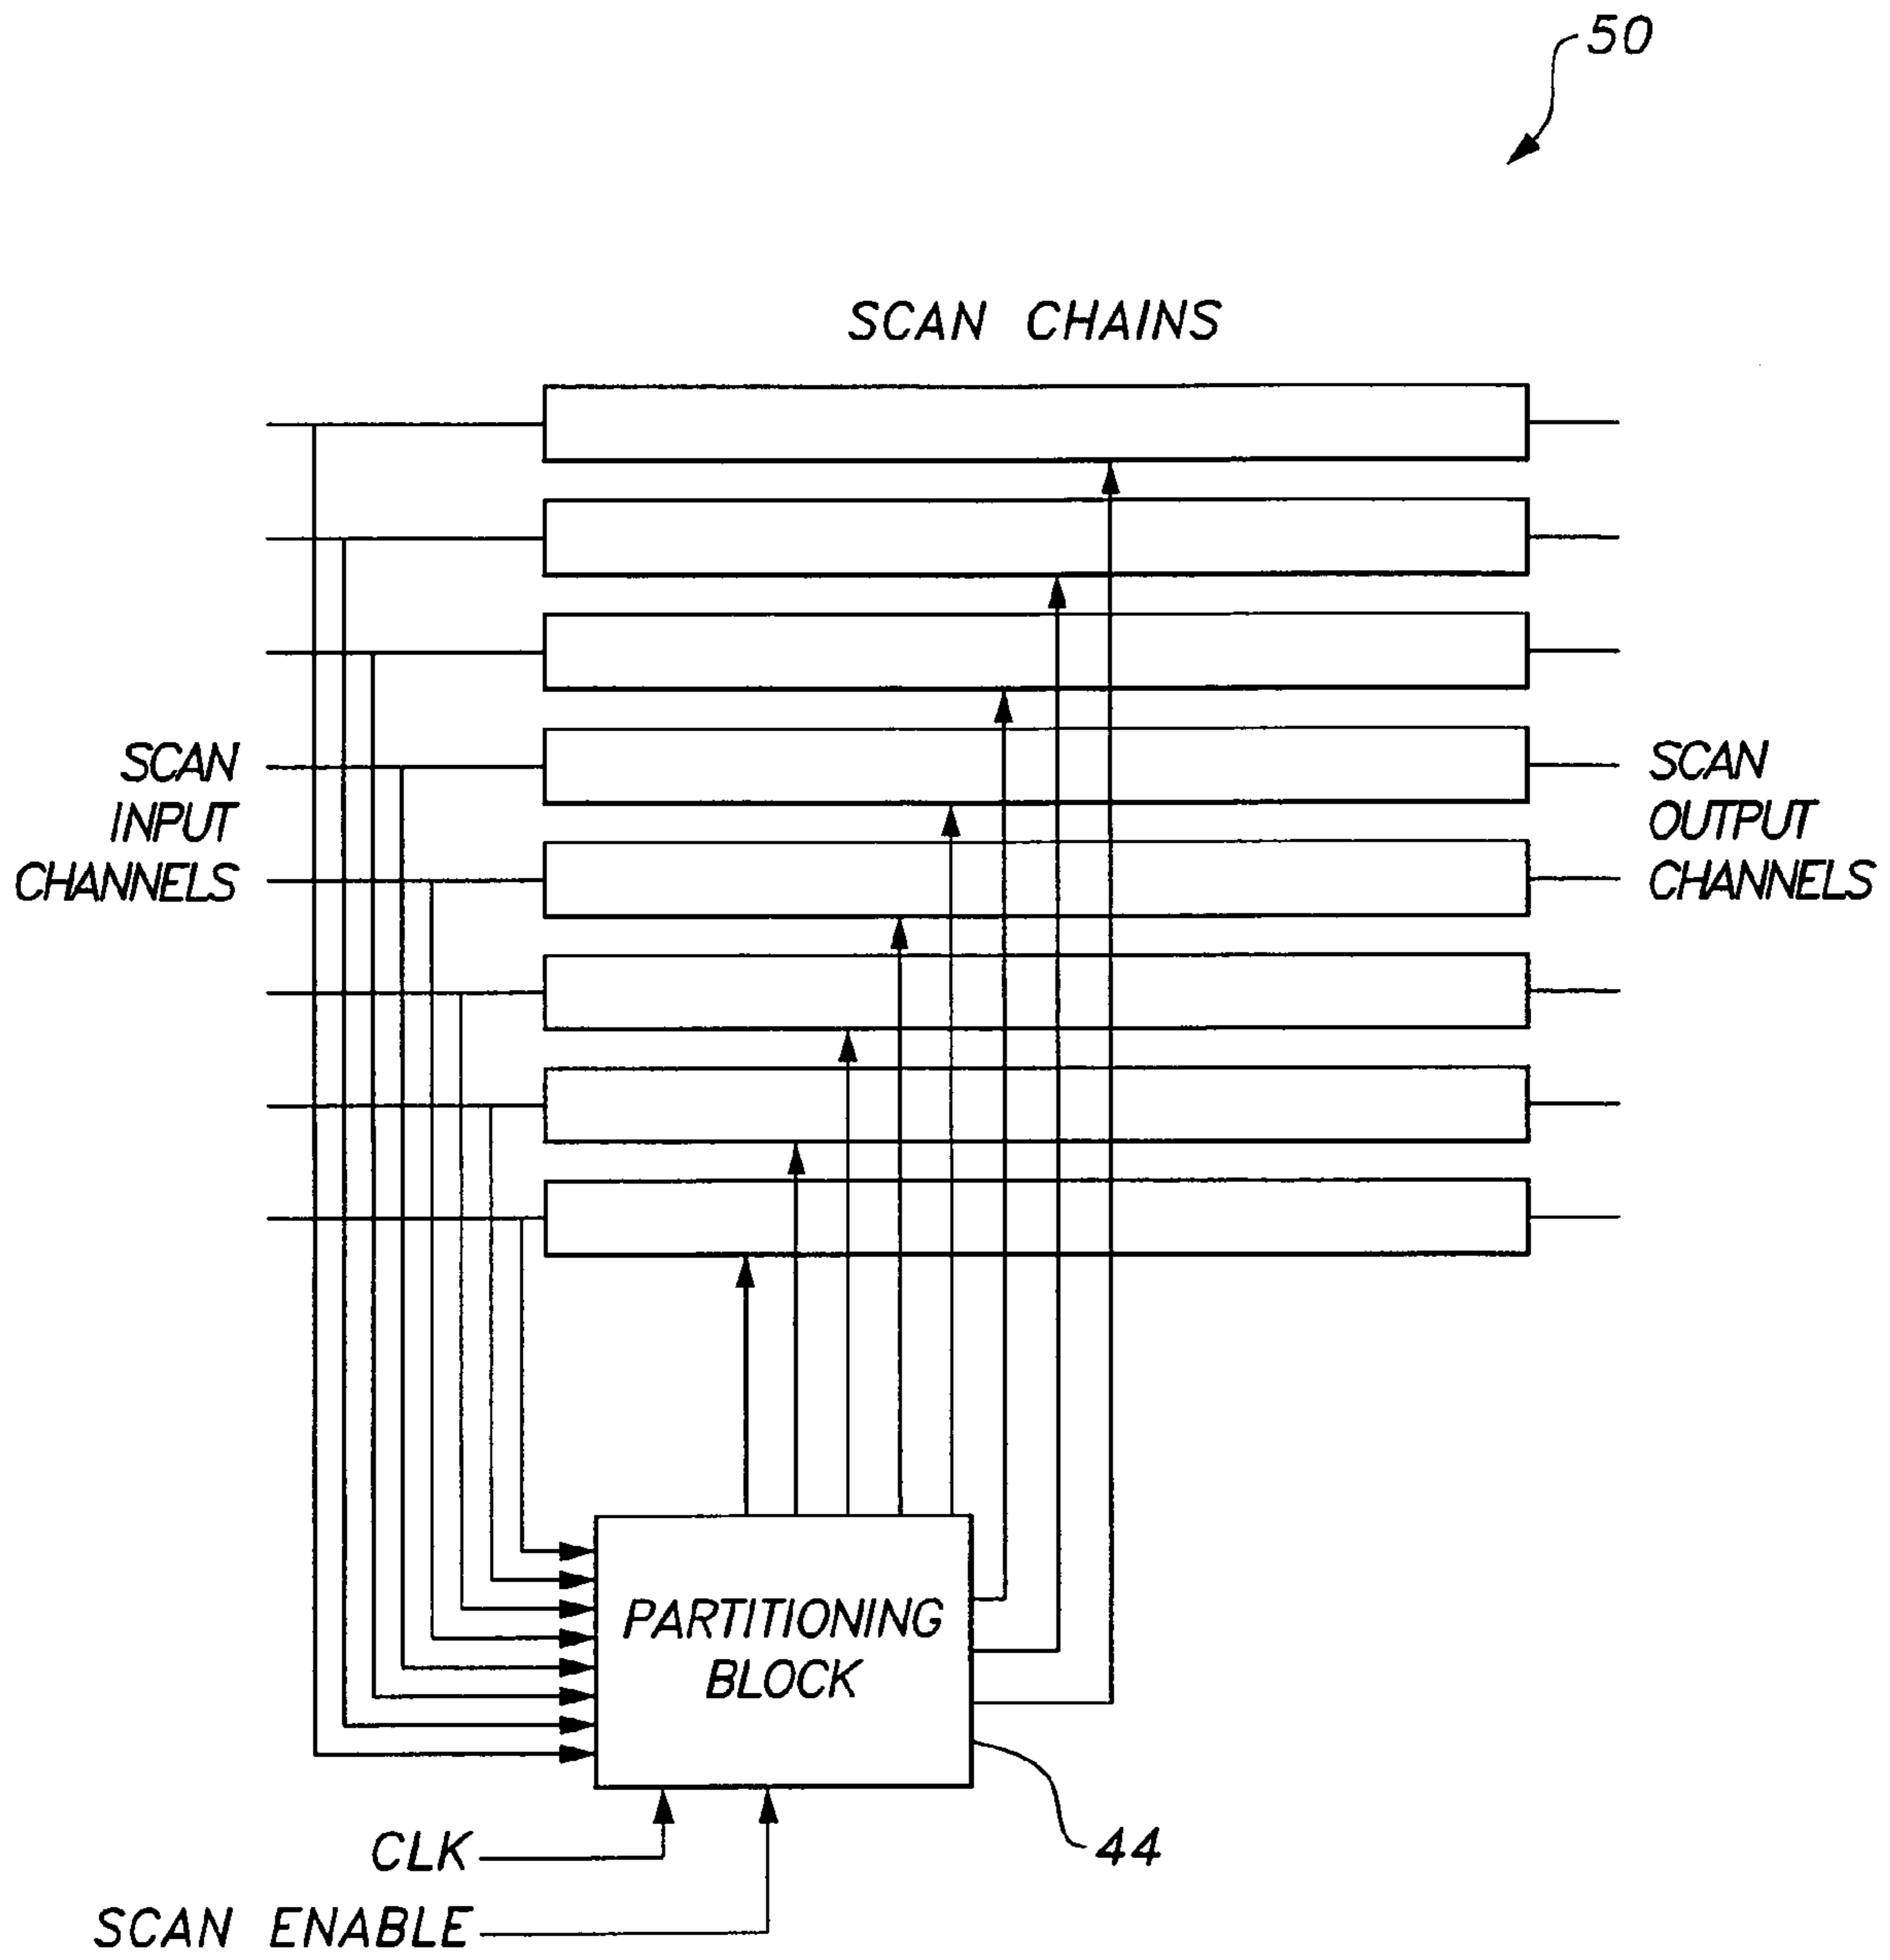 50
SCAN CHAINS
SCAN
INPUT
CHANNELS
SCAN
OUTPUT
CHANNELS
PARTITIONING
BLOCK
44
CLK
SCAN ENABLE